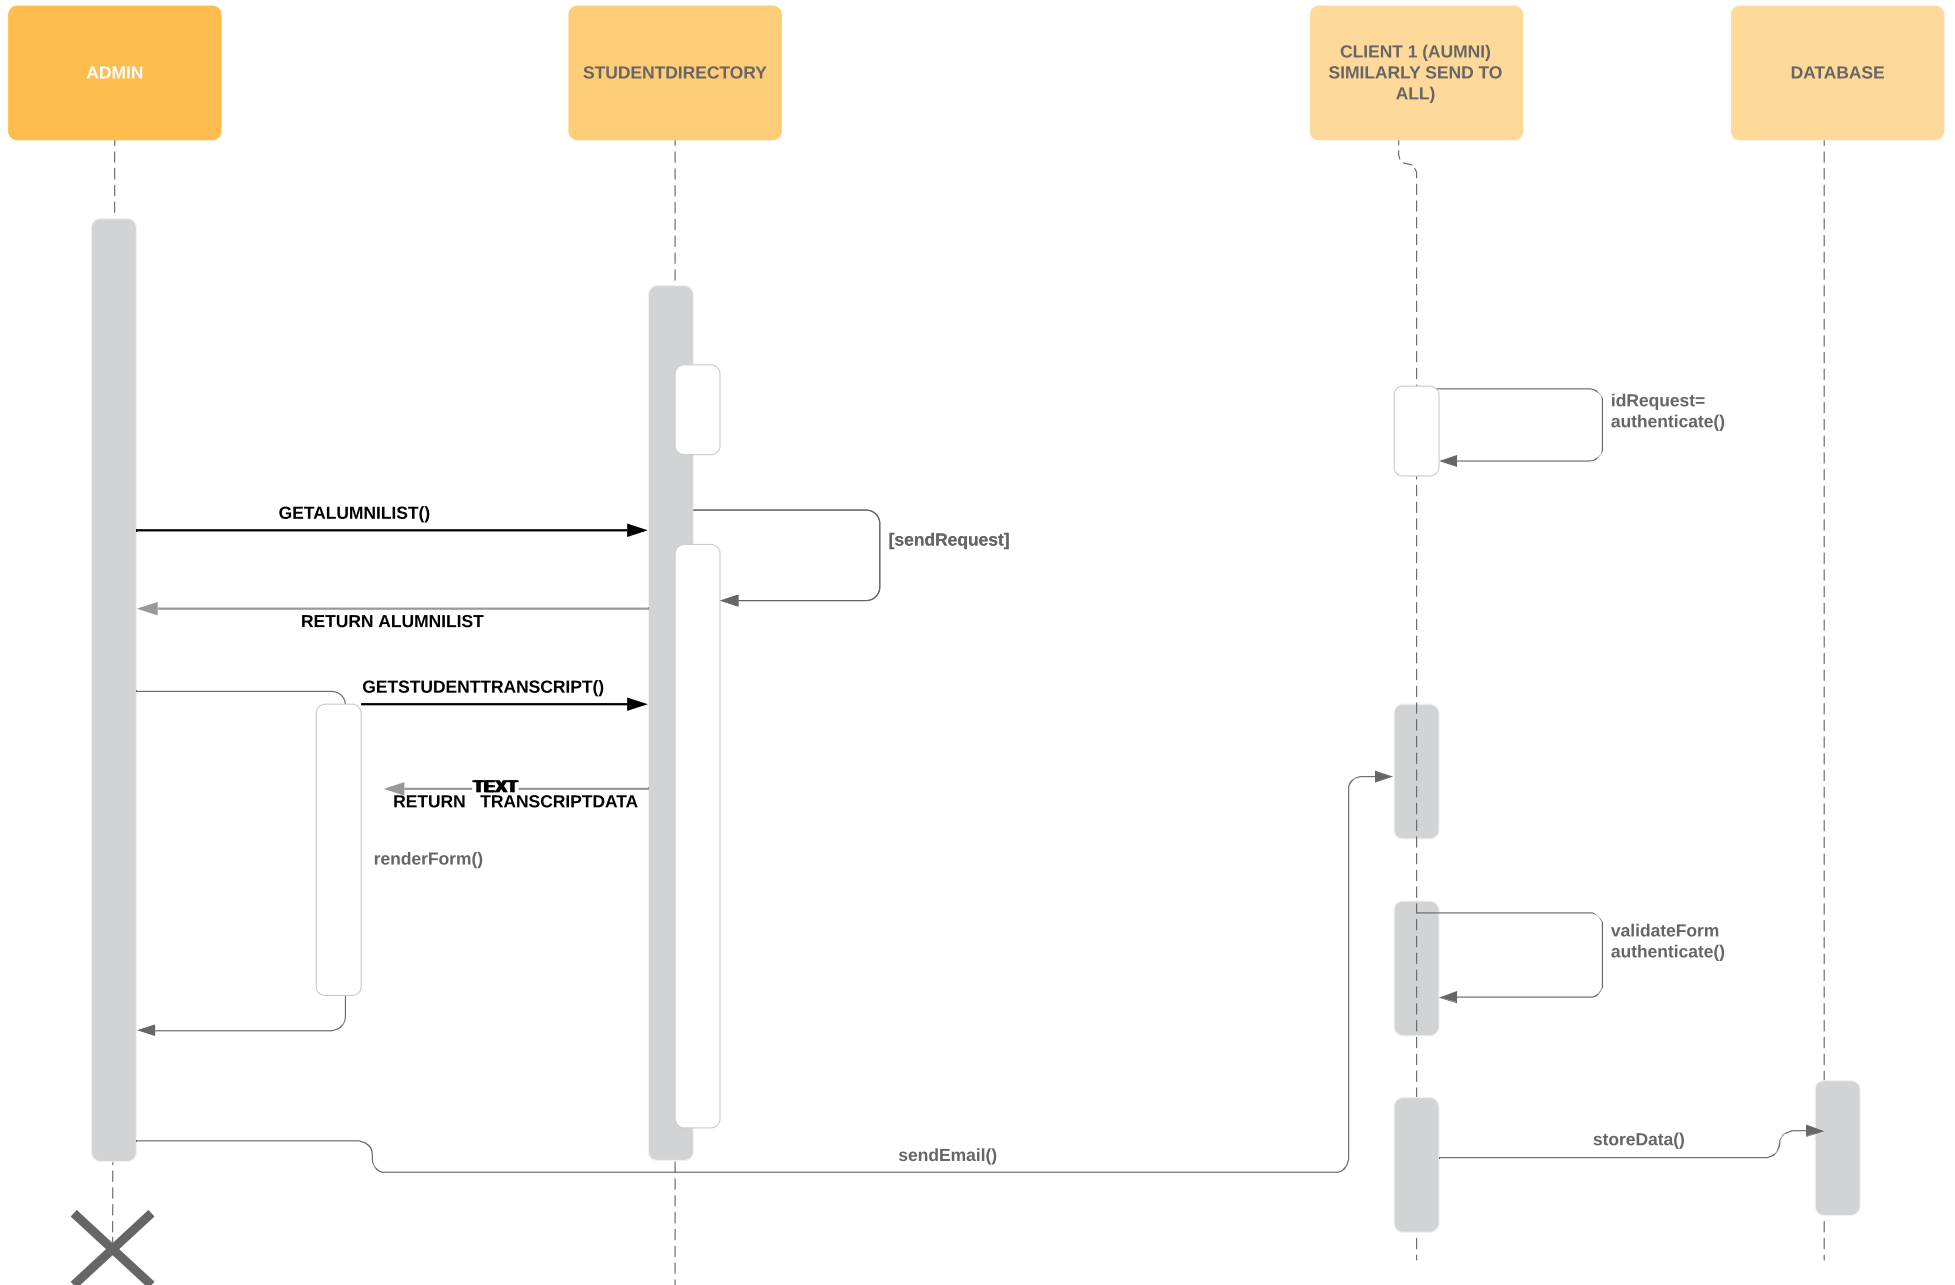 ADMIN
STUDENTDIRECTORY
CLIENT 1 (AUMNI)
SIMILARLY SEND TO
ALL)
DATABASE
idRequest=
authenticate()
GETALUMNILIST()
[sendRequest]
RETURN ALUMNILIST
GETSTUDENTTRANSCRIPT()
TEXT
RETURN TRANSCRIPTDATA
renderForm()
validateForm
authenticate()
storeData()
sendEmail()